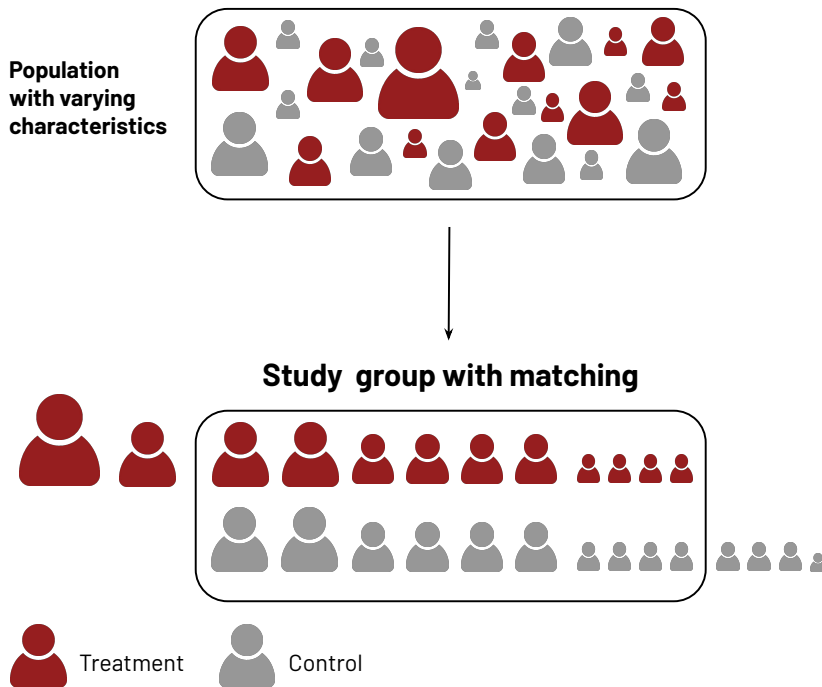 Population
with varying
characteristics
Study group with matching
Treatment
Control